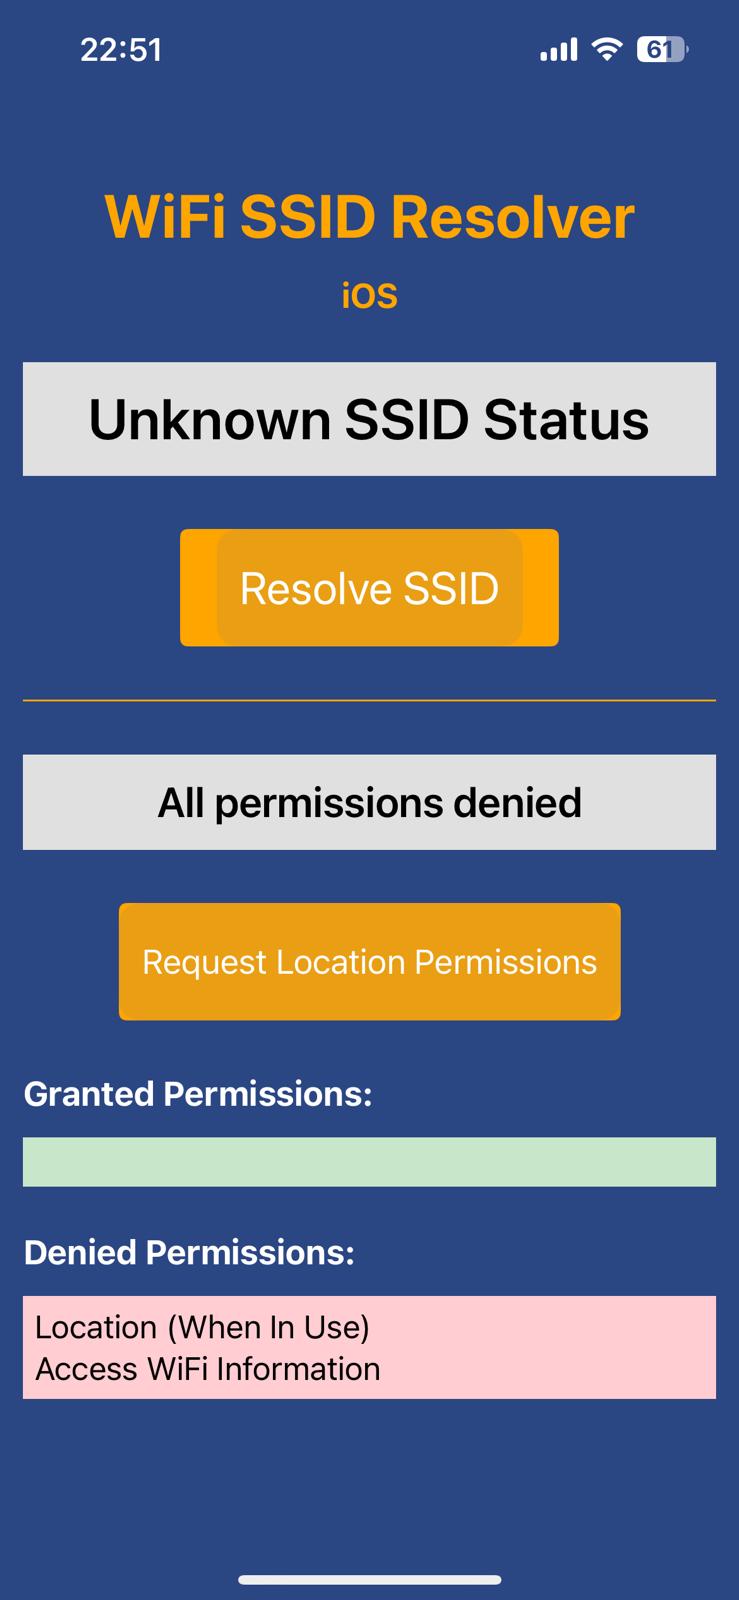 22:51
61
WiFi SSID Resolver
iOS
Unknown SSID Status
Resolve SSID
All permissions denied
Request Location Permissions
Granted Permissions:
Denied Permissions:
Location (When In Use)
Access WiFi Information